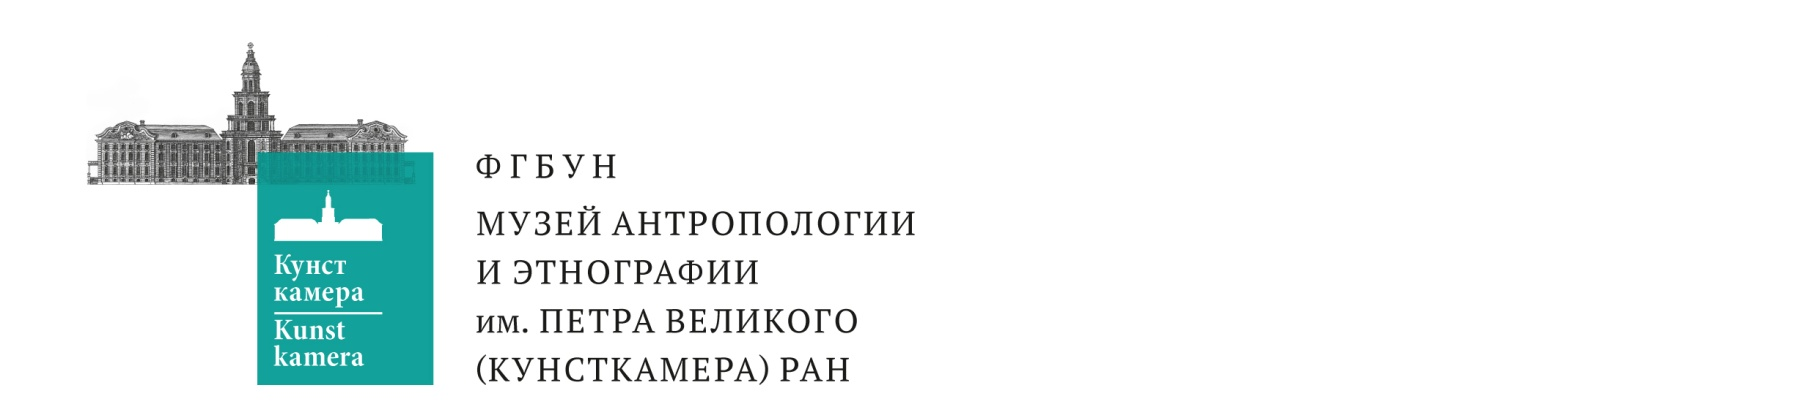 ФГБУН
МУЗЕЙ АНТРОПОЛОГИИ
И ЭТНОГРАФИИ
им. ПЕТРА ВЕЛИКОГО
(КУНСТКАМЕРА) РАН
Кунст
камера
Kunst
kamera